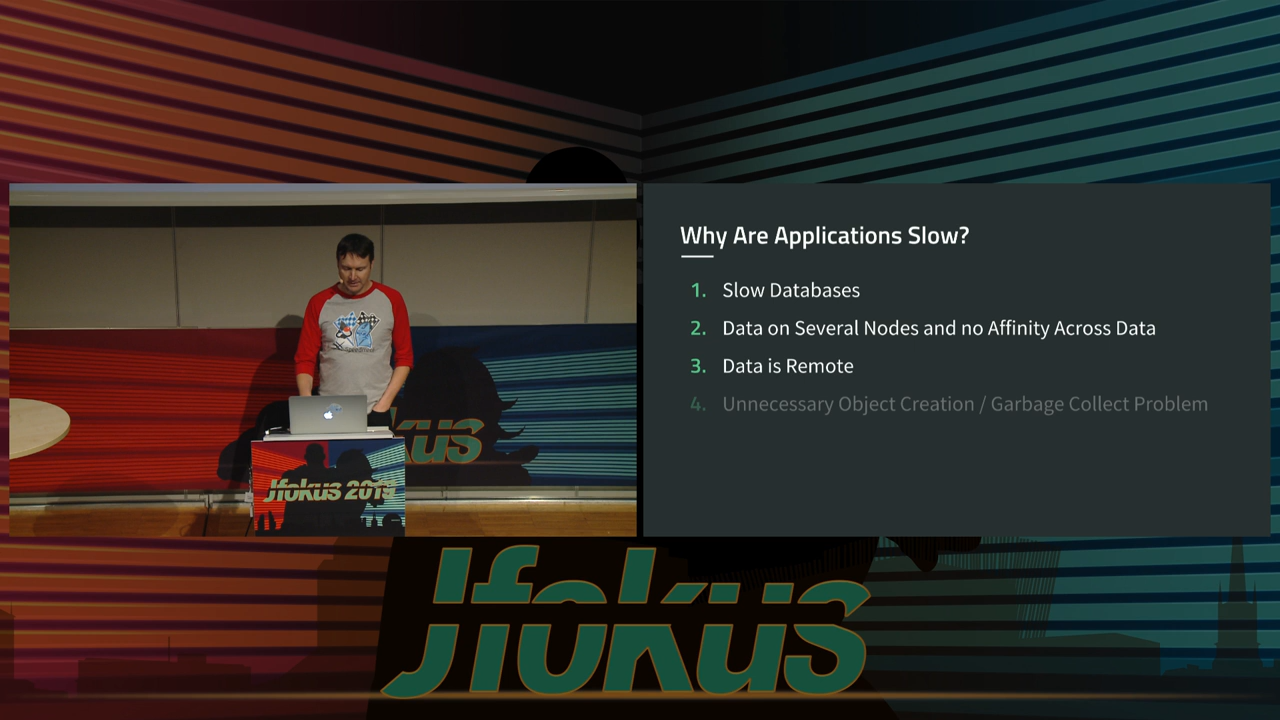 Why Are Applications Slow?
1. Slow Databases
2. Data on Several Nodes and no Affinity Across Data
3. Data is Remote
4. Unnecessary Object Creation / Garbage Collect Problem
kus
Jfokus 2019
Jfokus